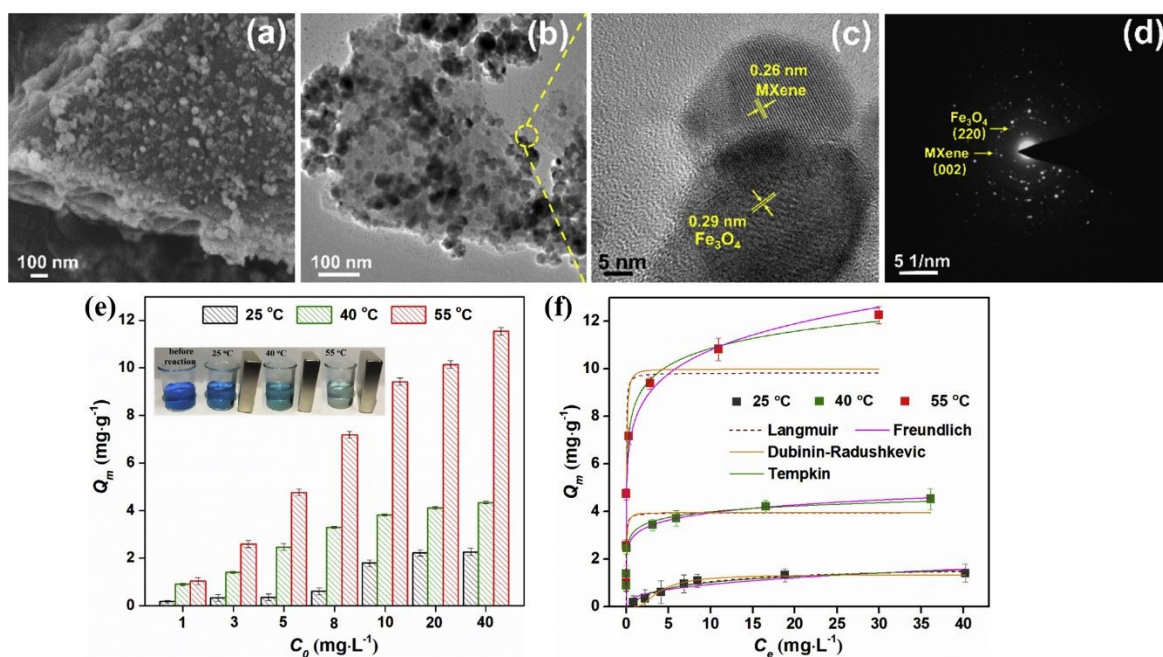 (a)
100 nm
(b)
100 nm
(c)
0.26 nm
MXene
0.29 nm
Fe₃O₄
5 nm
(d)
Fe₃O₄
(220)
MXene
(002)
5 1/nm
(e)
25 °C 40 °C 55 °C
before
reaction
25 °C
40 °C
55 °C
Qm (mg·g⁻¹)
12
10
8
6
4
2
0
1 3 5 8 10 20 40
C0 (mg·L⁻¹)
(f)
25 °C 40 °C 55 °C
Langmuir Freundlich
Dubinin-Radushkevic
Tempkin
Qm (mg·g⁻¹)
12
10
8
6
4
2
0
0 5 10 15 20 25 30 35 40
Ce (mg·L⁻¹)